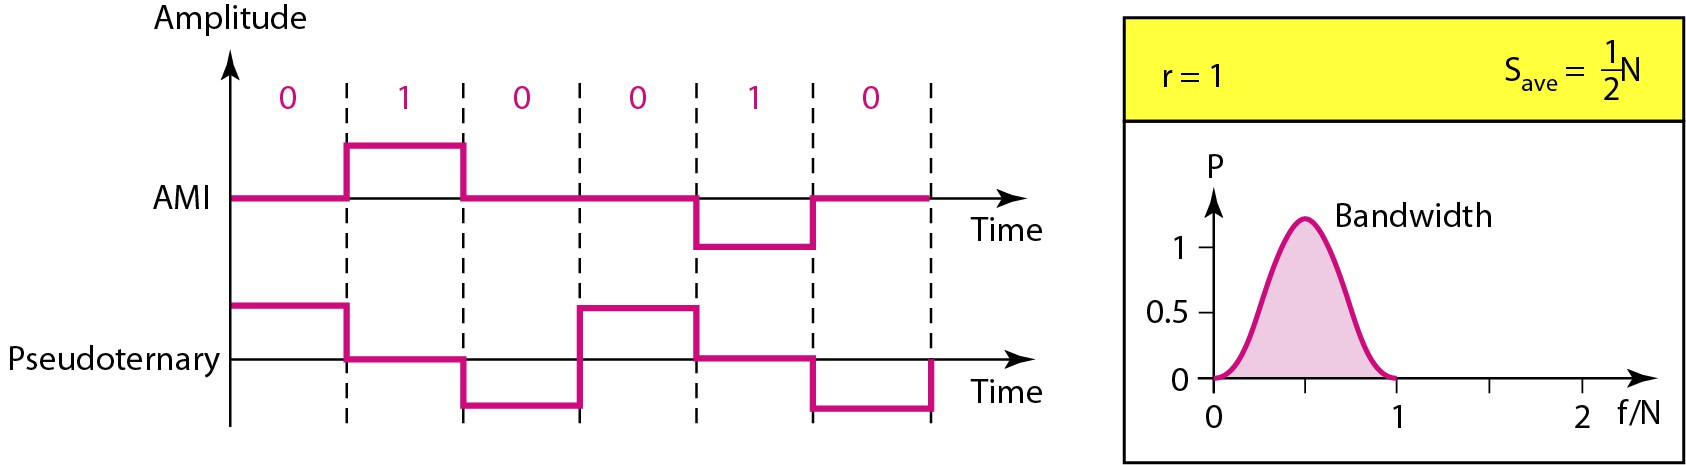 Amplitude
0 1 0 0 1 0
AMI
Time
Pseudoternary
Time
r = 1
S_ave = 1/2 N
P
Bandwidth
1
0.5
0
0 1 2 f/N